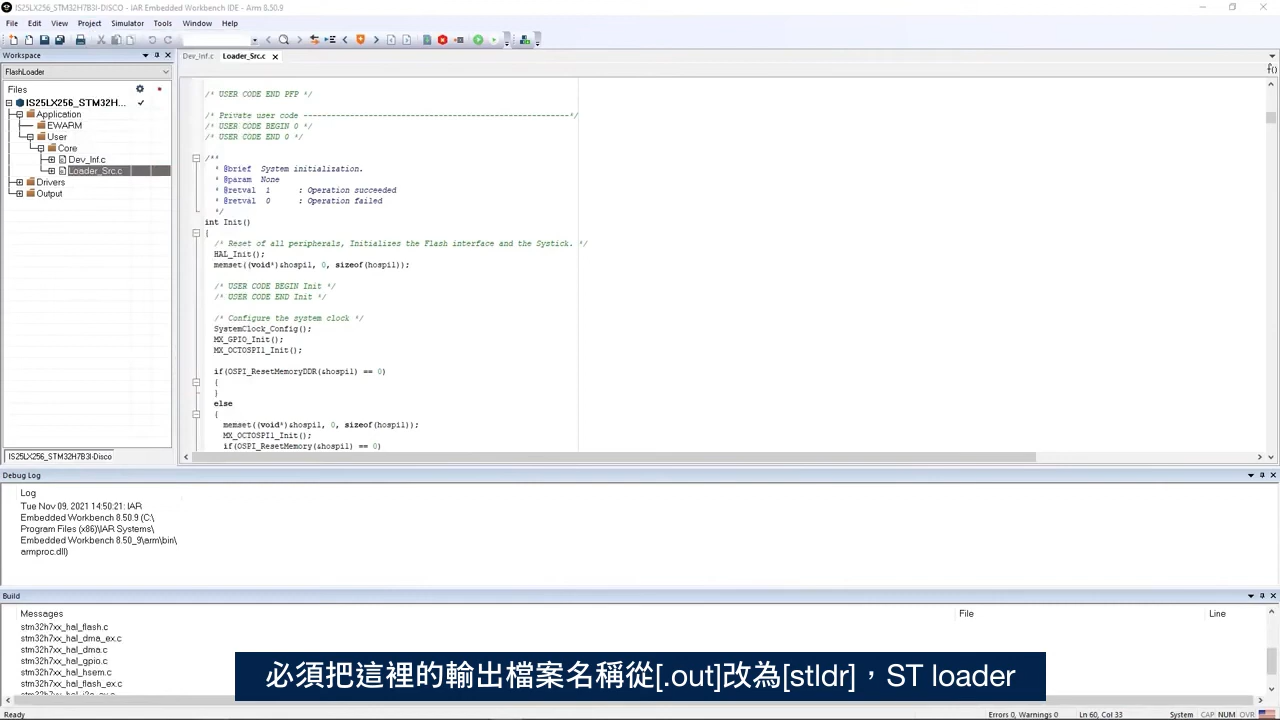 IS25LX256_STM32H7B3I-DISCO - IAR Embedded Workbench IDE - Arm 8.50.9
File Edit View Project Simulator Tools Window Help
Workspace
FlashLoader
Files
IS25LX256_STM32H...
Application
EWARM
User
Core
Dev_Inf.c
Loader_Src.c
Drivers
Output
IS25LX256_STM32H7B3I-Disco
Dev_Inf.c Loader_Src.c
f()
/* USER CODE END PFP */
/* Private user code ---------------------------------------------------------*/
/* USER CODE BEGIN 0 */
/* USER CODE END 0 */
/**
* @brief System initialization.
* @param None
* @retval 1 : Operation succeeded
* @retval 0 : Operation failed
*/
int Init()
{
/* Reset of all peripherals, Initializes the Flash interface and the Systick. */
HAL_Init();
memset((void*)&hospi1, 0, sizeof(hospi1));
/* USER CODE BEGIN Init */
/* USER CODE END Init */
/* Configure the system clock */
SystemClock_Config();
MX_GPIO_Init();
MX_OCTOSPI1_Init();
if(OSPI_ResetMemoryDDR(&hospi1) == 0)
{
}
else
{
memset((void*)&hospi1, 0, sizeof(hospi1));
MX_OCTOSPI1_Init();
if(OSPI_ResetMemory(&hospi1) == 0)
Debug Log
Log
Tue Nov 09, 2021 14:50:21: IAR
Embedded Workbench 8.50.9 (C:\
Program Files (x86)\IAR Systems\
Embedded Workbench 8.50_9\arm\bin\
armproc.dll)
Build
Messages File Line
stm32h7xx_hal_flash.c
stm32h7xx_hal_dma_ex.c
stm32h7xx_hal_dma.c
stm32h7xx_hal_gpio.c
stm32h7xx_hal_hsem.c
stm32h7xx_hal_flash_ex.c
必須把這裡的輸出檔案名稱從[.out]改為[stldr]，ST loader
Ready Errors 0, Warnings 0 Ln 60, Col 33 System CAP NUM OVR